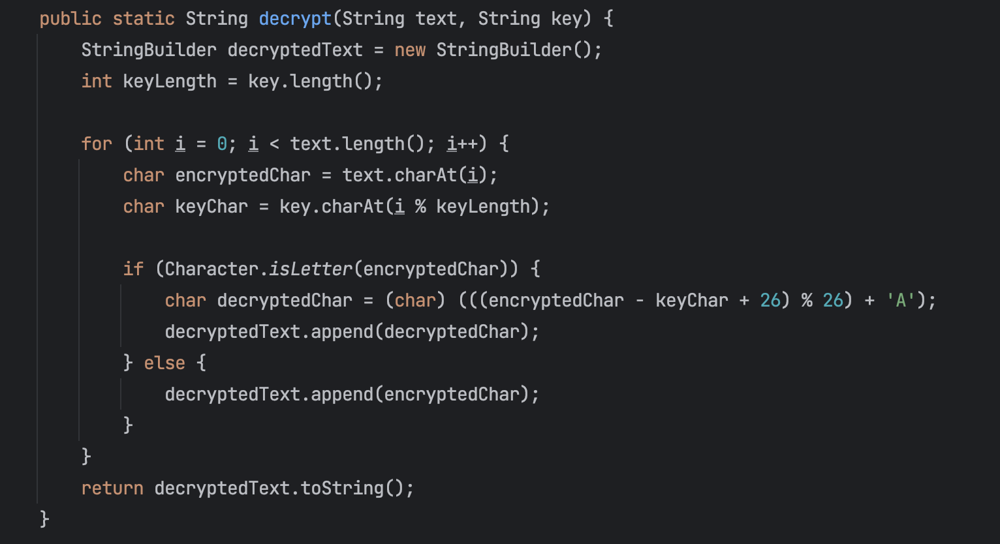 public static String decrypt(String text, String key) {
    StringBuilder decryptedText = new StringBuilder();
    int keyLength = key.length();

    for (int i = 0; i < text.length(); i++) {
        char encryptedChar = text.charAt(i);
        char keyChar = key.charAt(i % keyLength);

        if (Character.isLetter(encryptedChar)) {
            char decryptedChar = (char) (((encryptedChar - keyChar + 26) % 26) + 'A');
            decryptedText.append(decryptedChar);
        } else {
            decryptedText.append(encryptedChar);
        }
    }
    return decryptedText.toString();
}